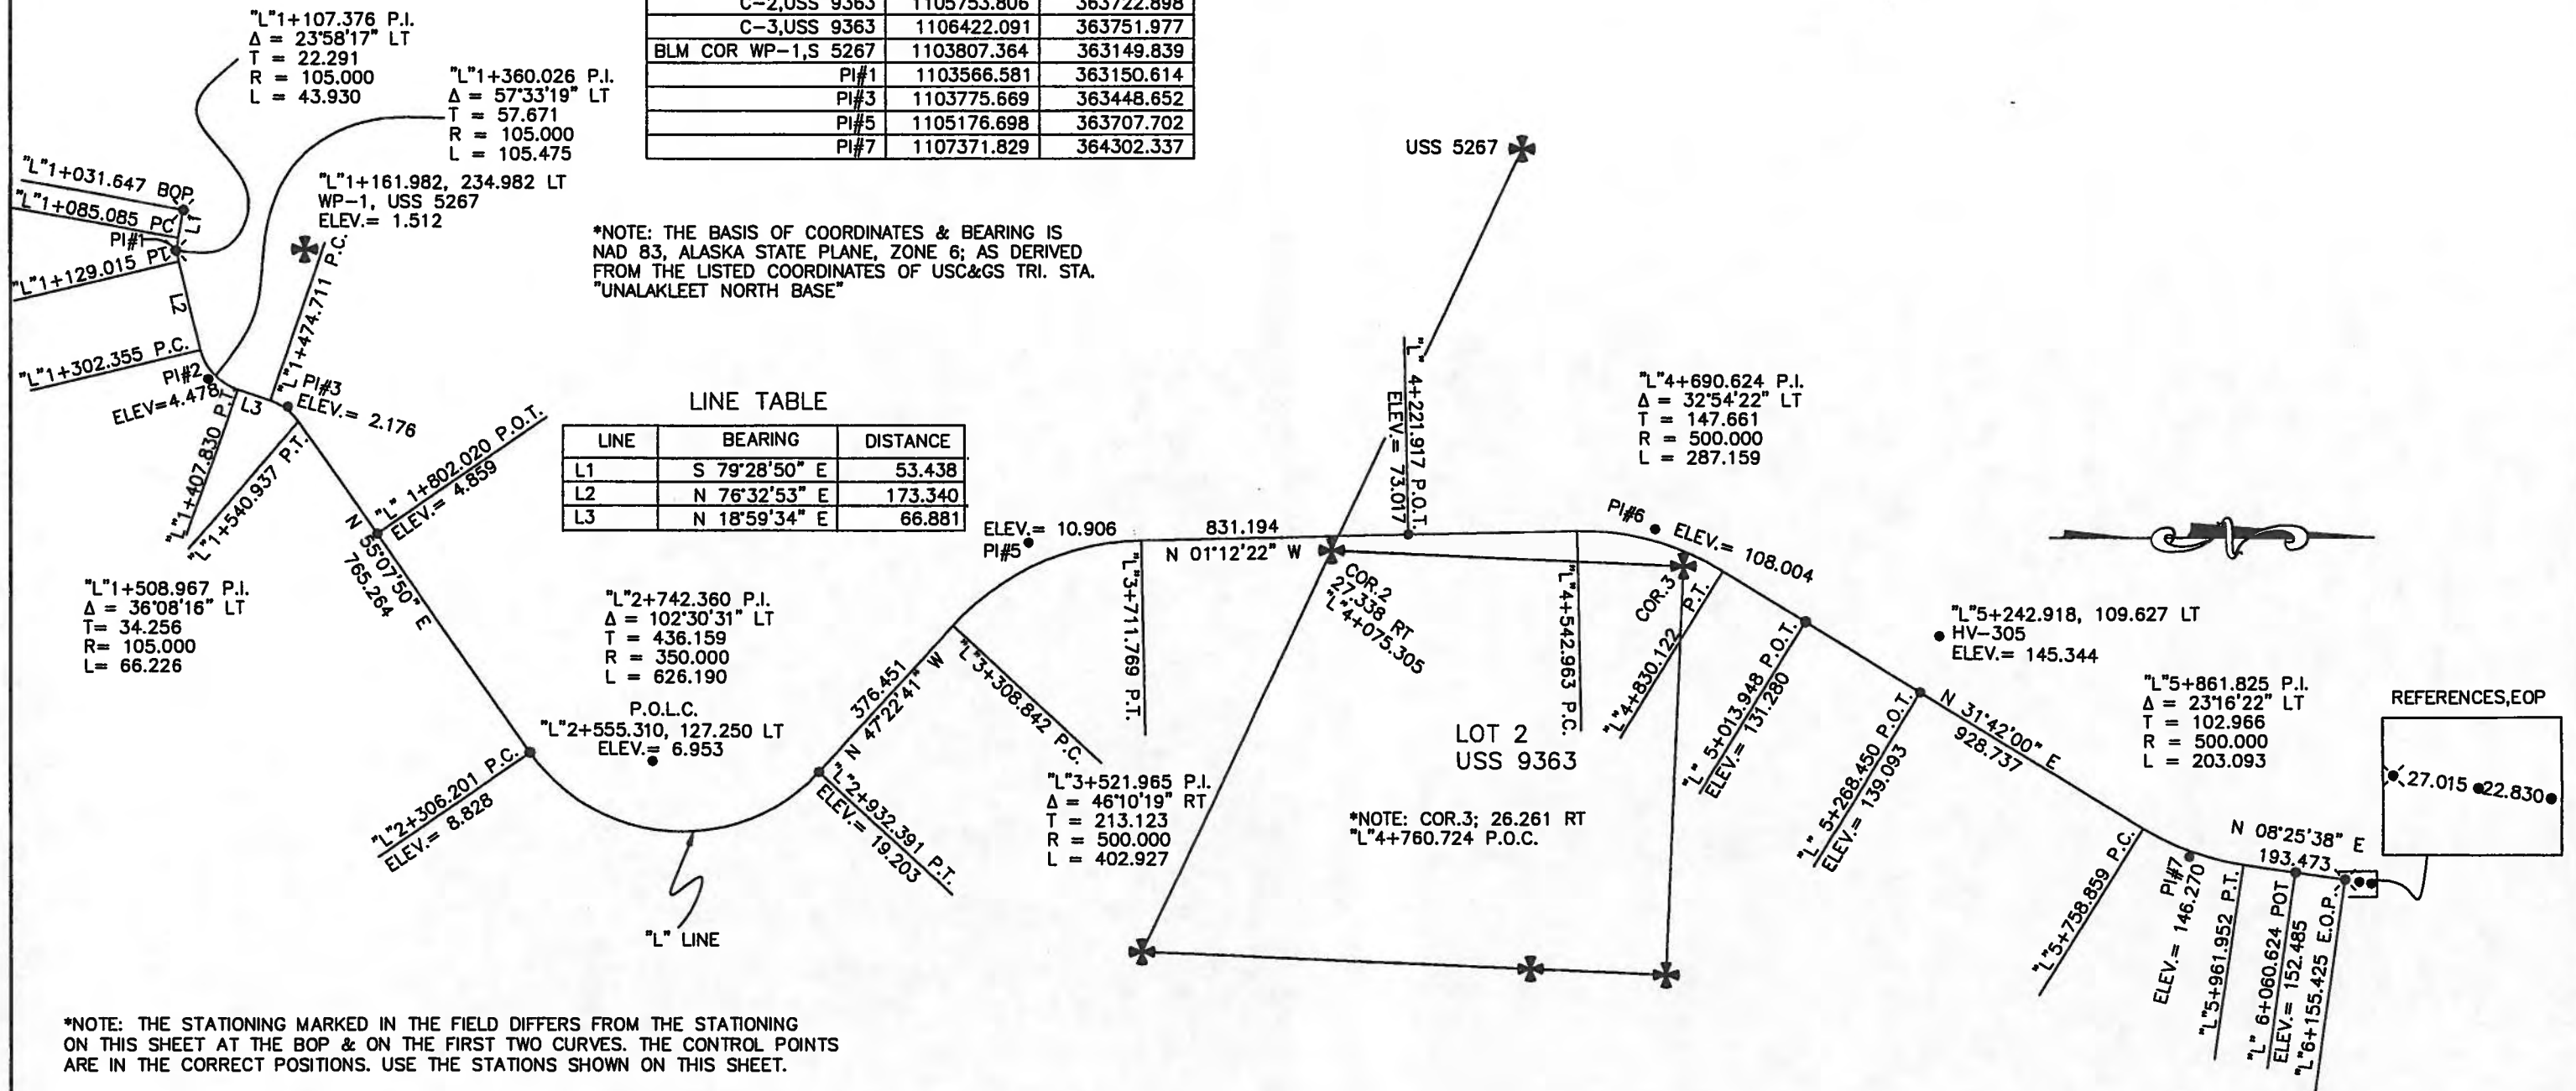 C-2,USS 9363 1105753.806 363722.898
C-3,USS 9363 1106422.091 363751.977
BLM COR WP-1,S 5267 1103807.364 363149.839
PI#1 1103566.581 363150.614
PI#3 1103775.669 363448.652
PI#5 1105176.698 363707.702
PI#7 1107371.829 364302.337
"L"1+107.376 P.I.
Δ = 23°58'17" LT
T = 22.291
R = 105.000
L = 43.930
"L"1+360.026 P.I.
Δ = 57°33'19" LT
T = 57.671
R = 105.000
L = 105.475
"L"1+161.982, 234.982 LT
WP-1, USS 5267
ELEV.= 1.512
"L"1+031.647 BOP
"L"1+085.085 PC
L1
PI#1
"L"1+129.015 PT
L2
"L"1+302.355 P.C.
PI#2
ELEV=4.478
"L"1+407.830 P.T.
L3
"L"1+474.711 P.C.
PI#3
ELEV.= 2.176
"L"1+540.937 P.T.
*NOTE: THE BASIS OF COORDINATES & BEARING IS
NAD 83, ALASKA STATE PLANE, ZONE 6; AS DERIVED
FROM THE LISTED COORDINATES OF USC&GS TRI. STA.
"UNALAKLEET NORTH BASE"
LINE TABLE
LINE BEARING DISTANCE
L1 S 79°28'50" E 53.438
L2 N 76°32'53" E 173.340
L3 N 18°59'34" E 66.881
"L"1+508.967 P.I.
Δ = 36°08'16" LT
T= 34.256
R= 105.000
L= 66.226
"L" 1+802.020 P.O.T.
ELEV.= 4.859
N 55°07'50" E
765.264
"L"2+306.201 P.C.
ELEV.= 8.828
"L"2+742.360 P.I.
Δ = 102°30'31" LT
T = 436.159
R = 350.000
L = 626.190
P.O.L.C.
"L"2+555.310, 127.250 LT
ELEV.= 6.953
"L" LINE
"L"2+932.391 P.T.
ELEV.= 19.203
376.451
N 47°22'41" W
"L"3+308.842 P.C.
ELEV.= 10.906
PI#5
"L"3+521.965 P.I.
Δ = 46°10'19" RT
T = 213.123
R = 500.000
L = 402.927
"L"3+711.769 P.T.
831.194
N 01°12'22" W
USS 5267
COR.2
27.338 RT
"L"4+075.305
"L" 4+221.917 P.O.T.
ELEV.= 73.017
"L"4+542.963 P.C.
"L"4+690.624 P.I.
Δ = 32°54'22" LT
T = 147.661
R = 500.000
L = 287.159
PI#6
ELEV.= 108.004
COR.3
"L"4+830.122 P.T.
LOT 2
USS 9363
*NOTE: COR.3; 26.261 RT
"L"4+760.724 P.O.C.
"L" 5+013.948 P.O.T.
ELEV.= 131.280
"L"5+242.918, 109.627 LT
HV-305
ELEV.= 145.344
"L" 5+268.450 P.O.T.
ELEV.= 139.093
N 31°42'00" E
928.737
"L"5+758.859 P.C.
"L"5+861.825 P.I.
Δ = 23°16'22" LT
T = 102.966
R = 500.000
L = 203.093
PI#7
ELEV.= 146.270
"L"5+961.952 P.T.
N 08°25'38" E
193.473
"L" 6+060.624 POT
ELEV.= 152.485
"L"6+155.425 E.O.P.
REFERENCES,EOP
27.015 22.830
*NOTE: THE STATIONING MARKED IN THE FIELD DIFFERS FROM THE STATIONING
ON THIS SHEET AT THE BOP & ON THE FIRST TWO CURVES. THE CONTROL POINTS
ARE IN THE CORRECT POSITIONS. USE THE STATIONS SHOWN ON THIS SHEET.